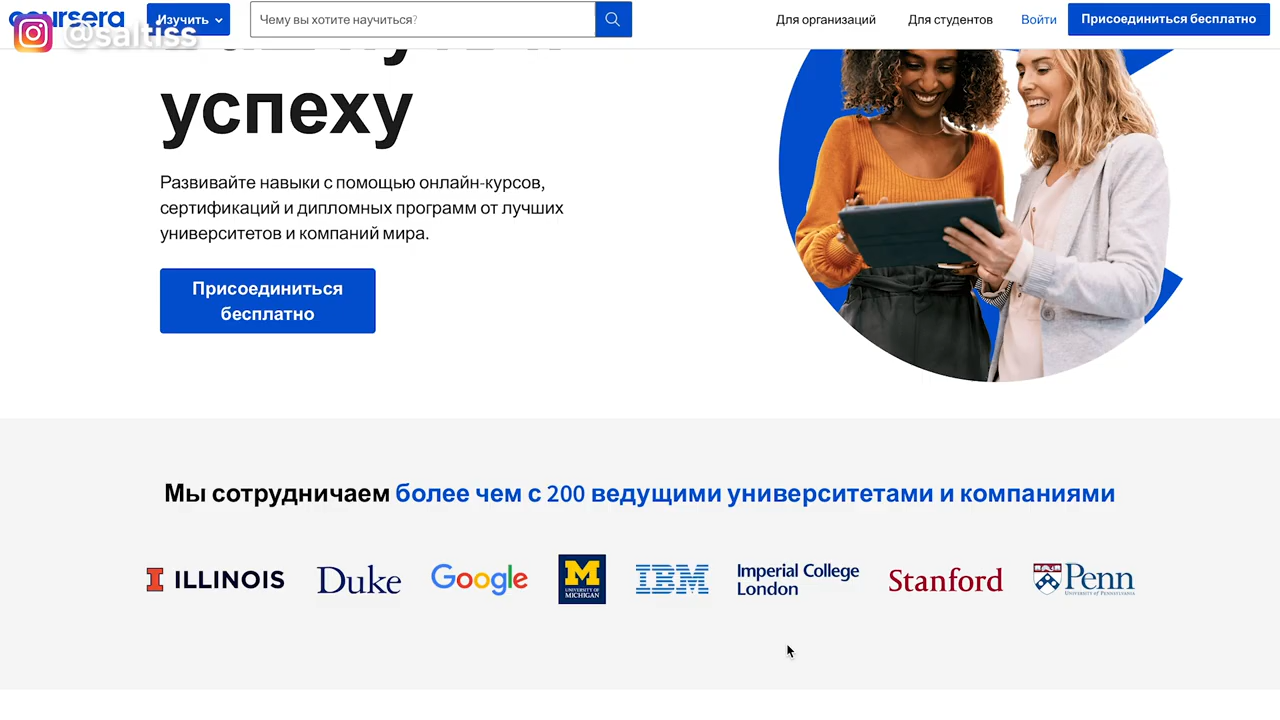 coursera
Изучить
Чему вы хотите научиться?
Для организаций
Для студентов
Войти
Присоединиться бесплатно
@saltiss
успеху
Развивайте навыки с помощью онлайн-курсов,
сертификаций и дипломных программ от лучших
университетов и компаний мира.
Присоединиться
бесплатно
Мы сотрудничаем более чем с 200 ведущими университетами и компаниями
I ILLINOIS
Duke
Google
M
UNIVERSITY OF
MICHIGAN
IBM
Imperial College
London
Stanford
Penn
UNIVERSITY OF PENNSYLVANIA